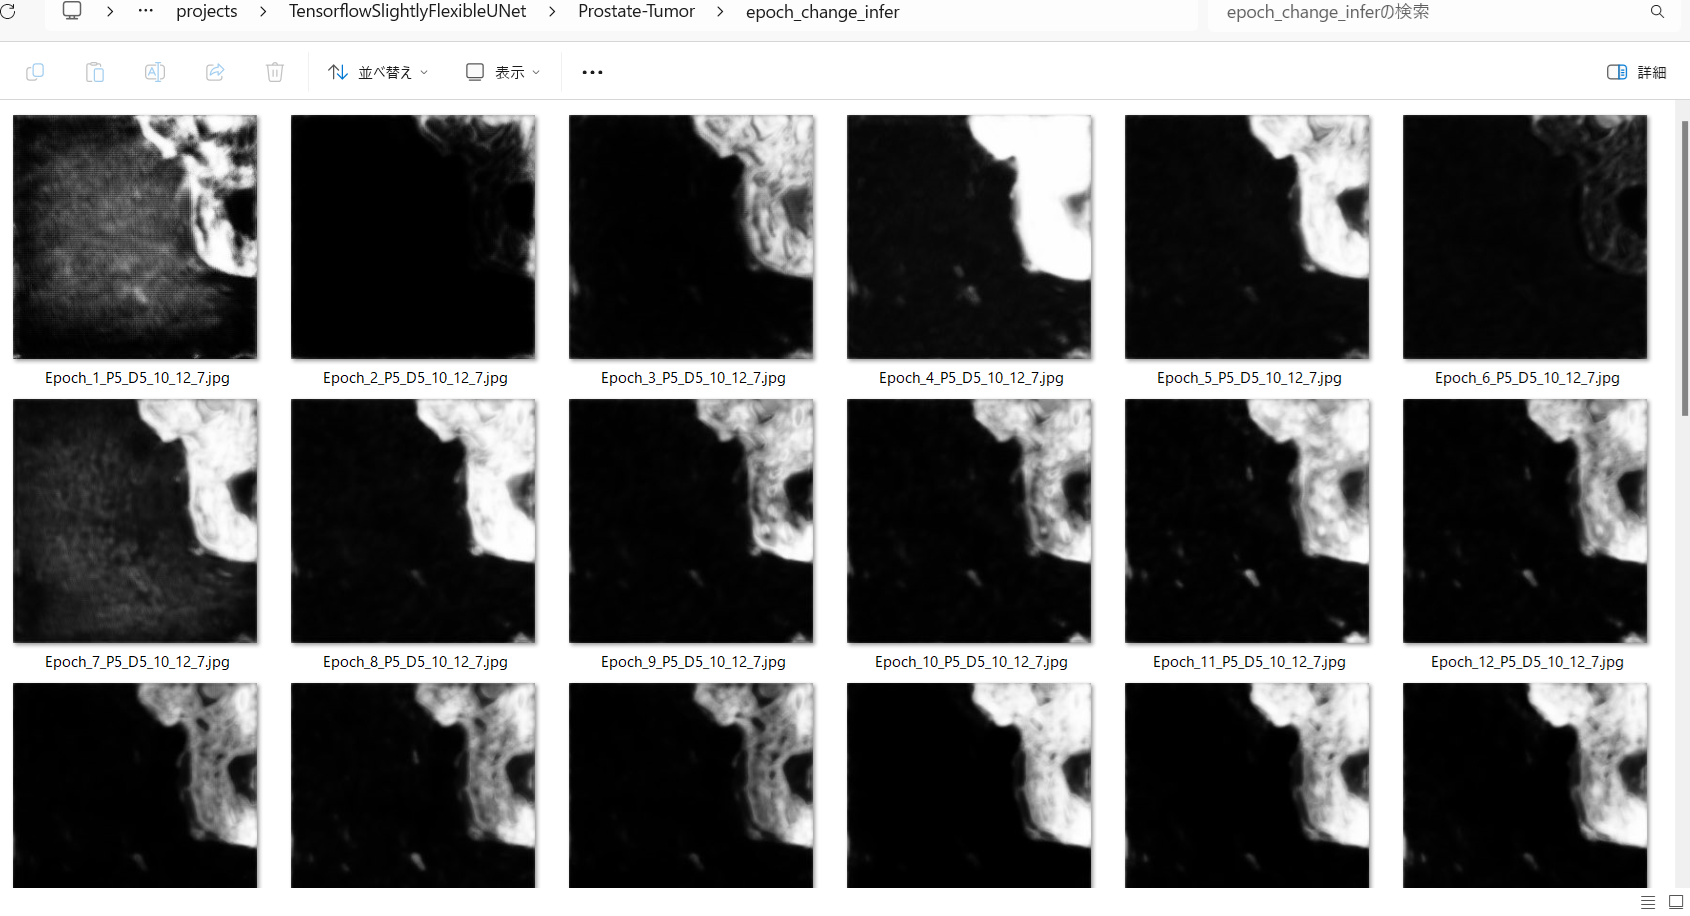 … projects TensorflowSlightlyFlexibleUNet Prostate-Tumor epoch_change_infer epoch_change_inferの検索
並べ替え 表示 … 詳細
Epoch_1_P5_D5_10_12_7.jpg Epoch_2_P5_D5_10_12_7.jpg Epoch_3_P5_D5_10_12_7.jpg Epoch_4_P5_D5_10_12_7.jpg Epoch_5_P5_D5_10_12_7.jpg Epoch_6_P5_D5_10_12_7.jpg
Epoch_7_P5_D5_10_12_7.jpg Epoch_8_P5_D5_10_12_7.jpg Epoch_9_P5_D5_10_12_7.jpg Epoch_10_P5_D5_10_12_7.jpg Epoch_11_P5_D5_10_12_7.jpg Epoch_12_P5_D5_10_12_7.jpg